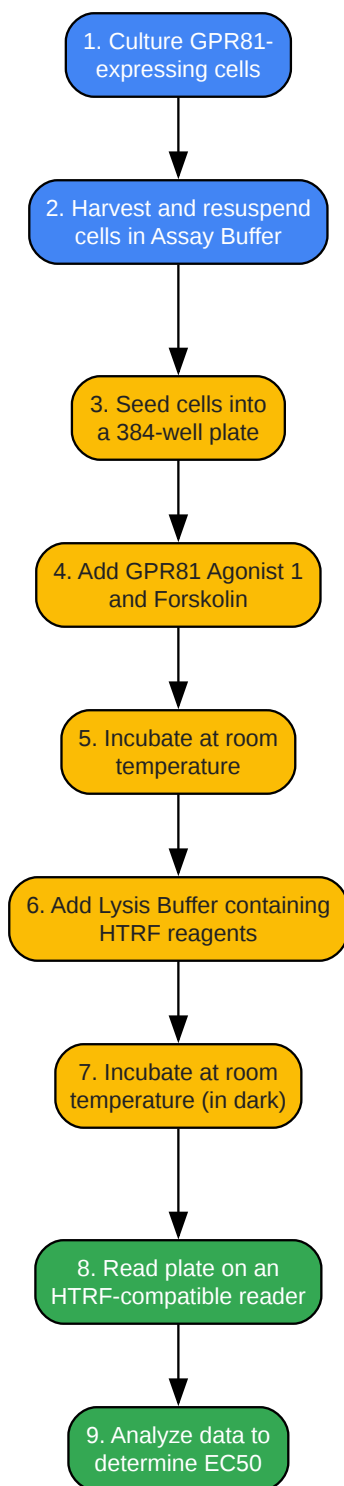 1. Culture GPR81-
expressing cells
2. Harvest and resuspend
cells in Assay Buffer
3. Seed cells into
a 384-well plate
4. Add GPR81 Agonist 1
and Forskolin
5. Incubate at room
temperature
6. Add Lysis Buffer containing
HTRF reagents
7. Incubate at room
temperature (in dark)
8. Read plate on an
HTRF-compatible reader
9. Analyze data to
determine EC50